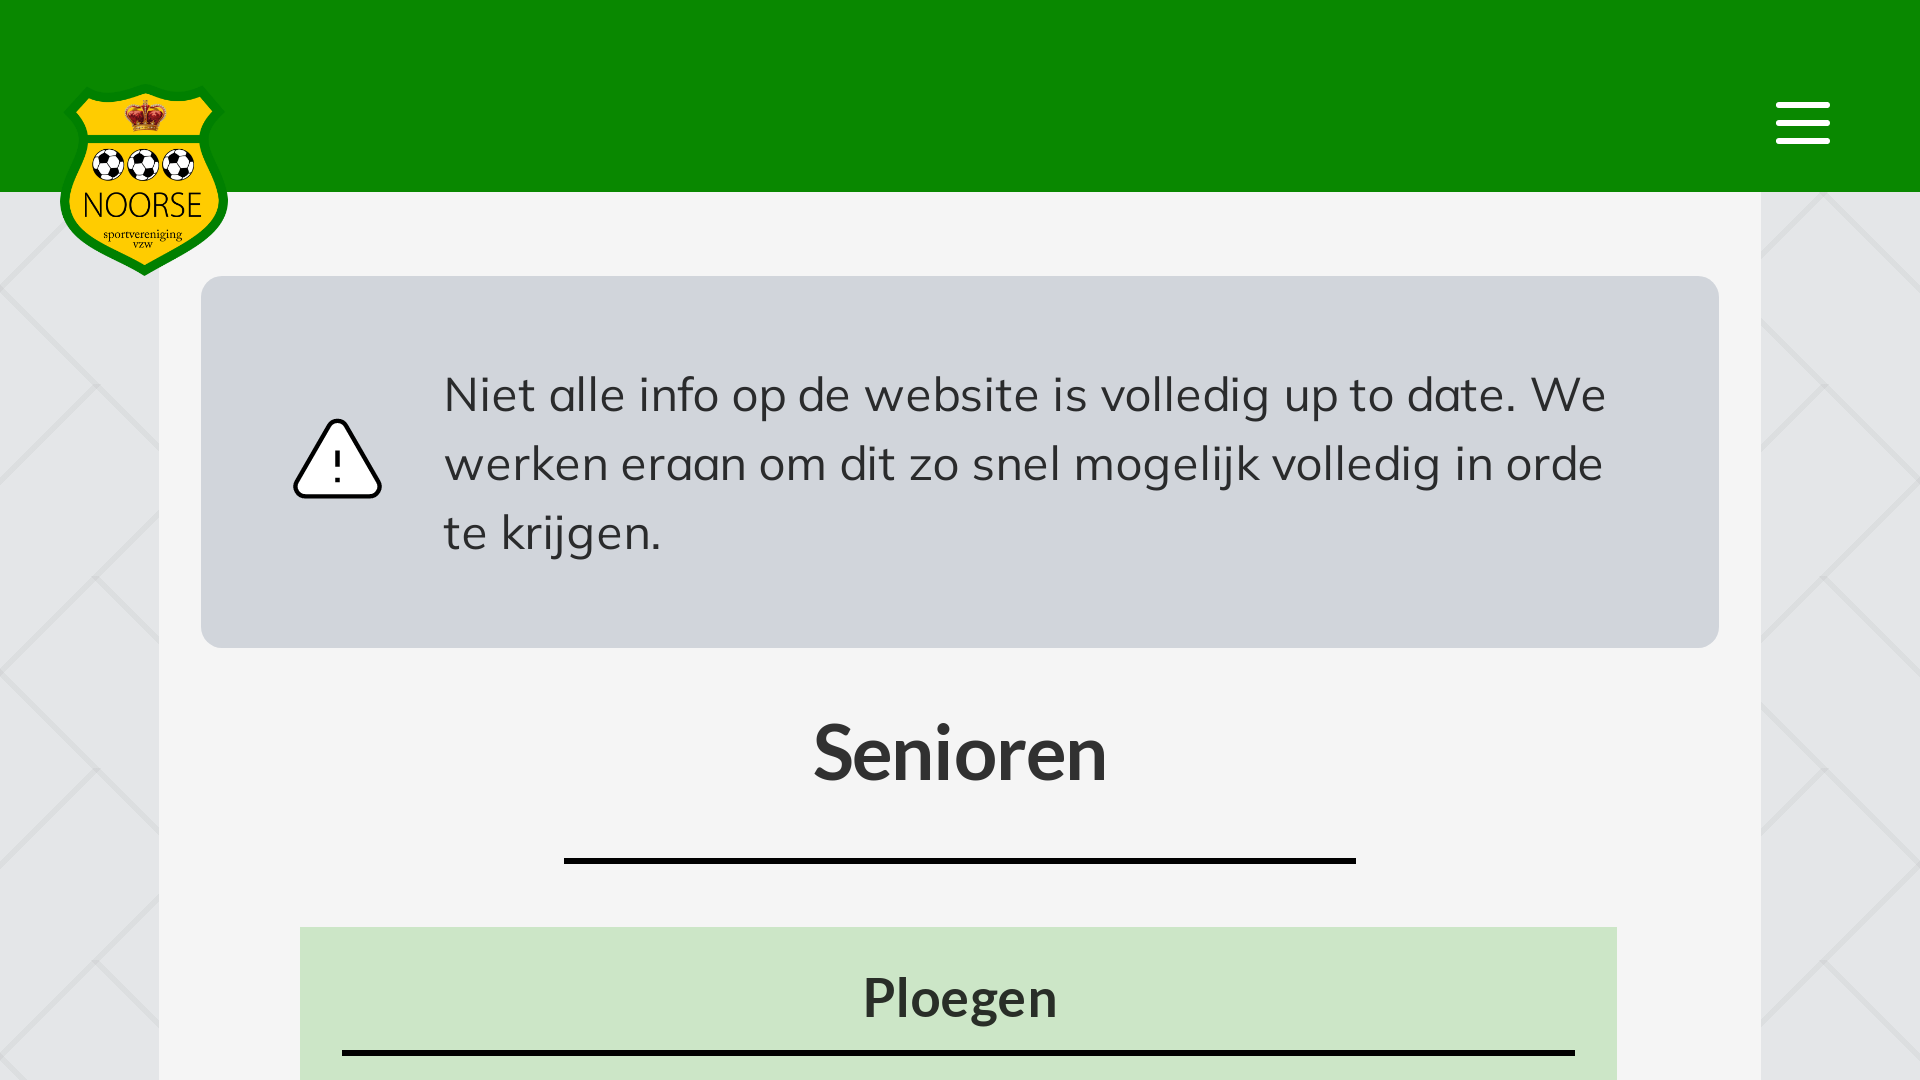 NOORSE
sportvereniging
vzw
Niet alle info op de website is volledig up to date. We
werken eraan om dit zo snel mogelijk volledig in orde
te krijgen.
Senioren
Ploegen